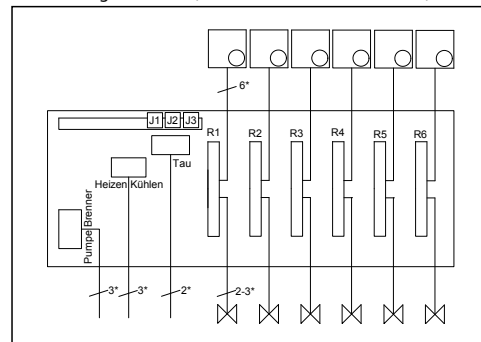 6*
J1 J2 J3
R1 R2 R3 R4 R5 R6
Tau
Heizen Kühlen
Pumpe Brenner
3* 3* 2* 2-3*